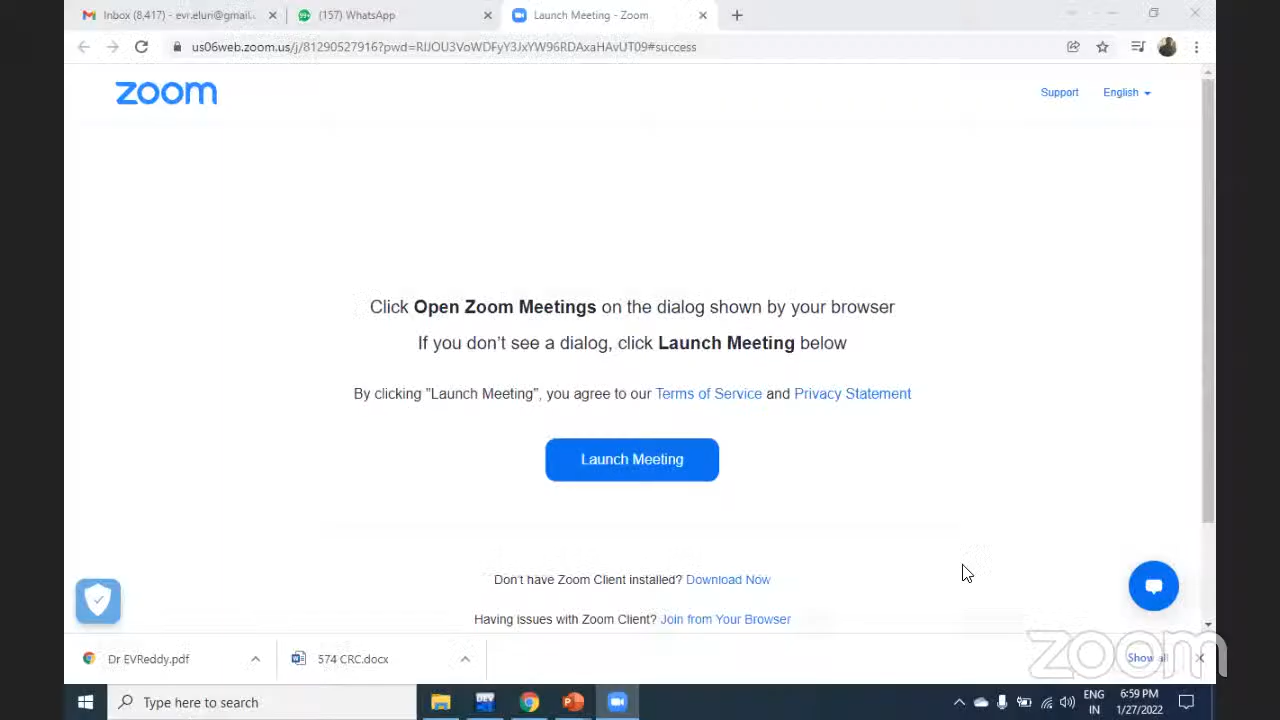 Inbox (8,417) - evr.eluri@gmail.
(157) WhatsApp
Launch Meeting - Zoom
us06web.zoom.us/j/81290527916?pwd=RlJOU3VoWDFyY3JxYW96RDAxaHAvUT09#success
zoom
Support English
Click Open Zoom Meetings on the dialog shown by your browser
If you don't see a dialog, click Launch Meeting below
By clicking "Launch Meeting", you agree to our Terms of Service and Privacy Statement
Launch Meeting
Don't have Zoom Client installed? Download Now
Having issues with Zoom Client? Join from Your Browser
Dr EVReddy.pdf
574 CRC.docx
Show all
zoom
Type here to search
ENG
IN
6:59 PM
1/27/2022